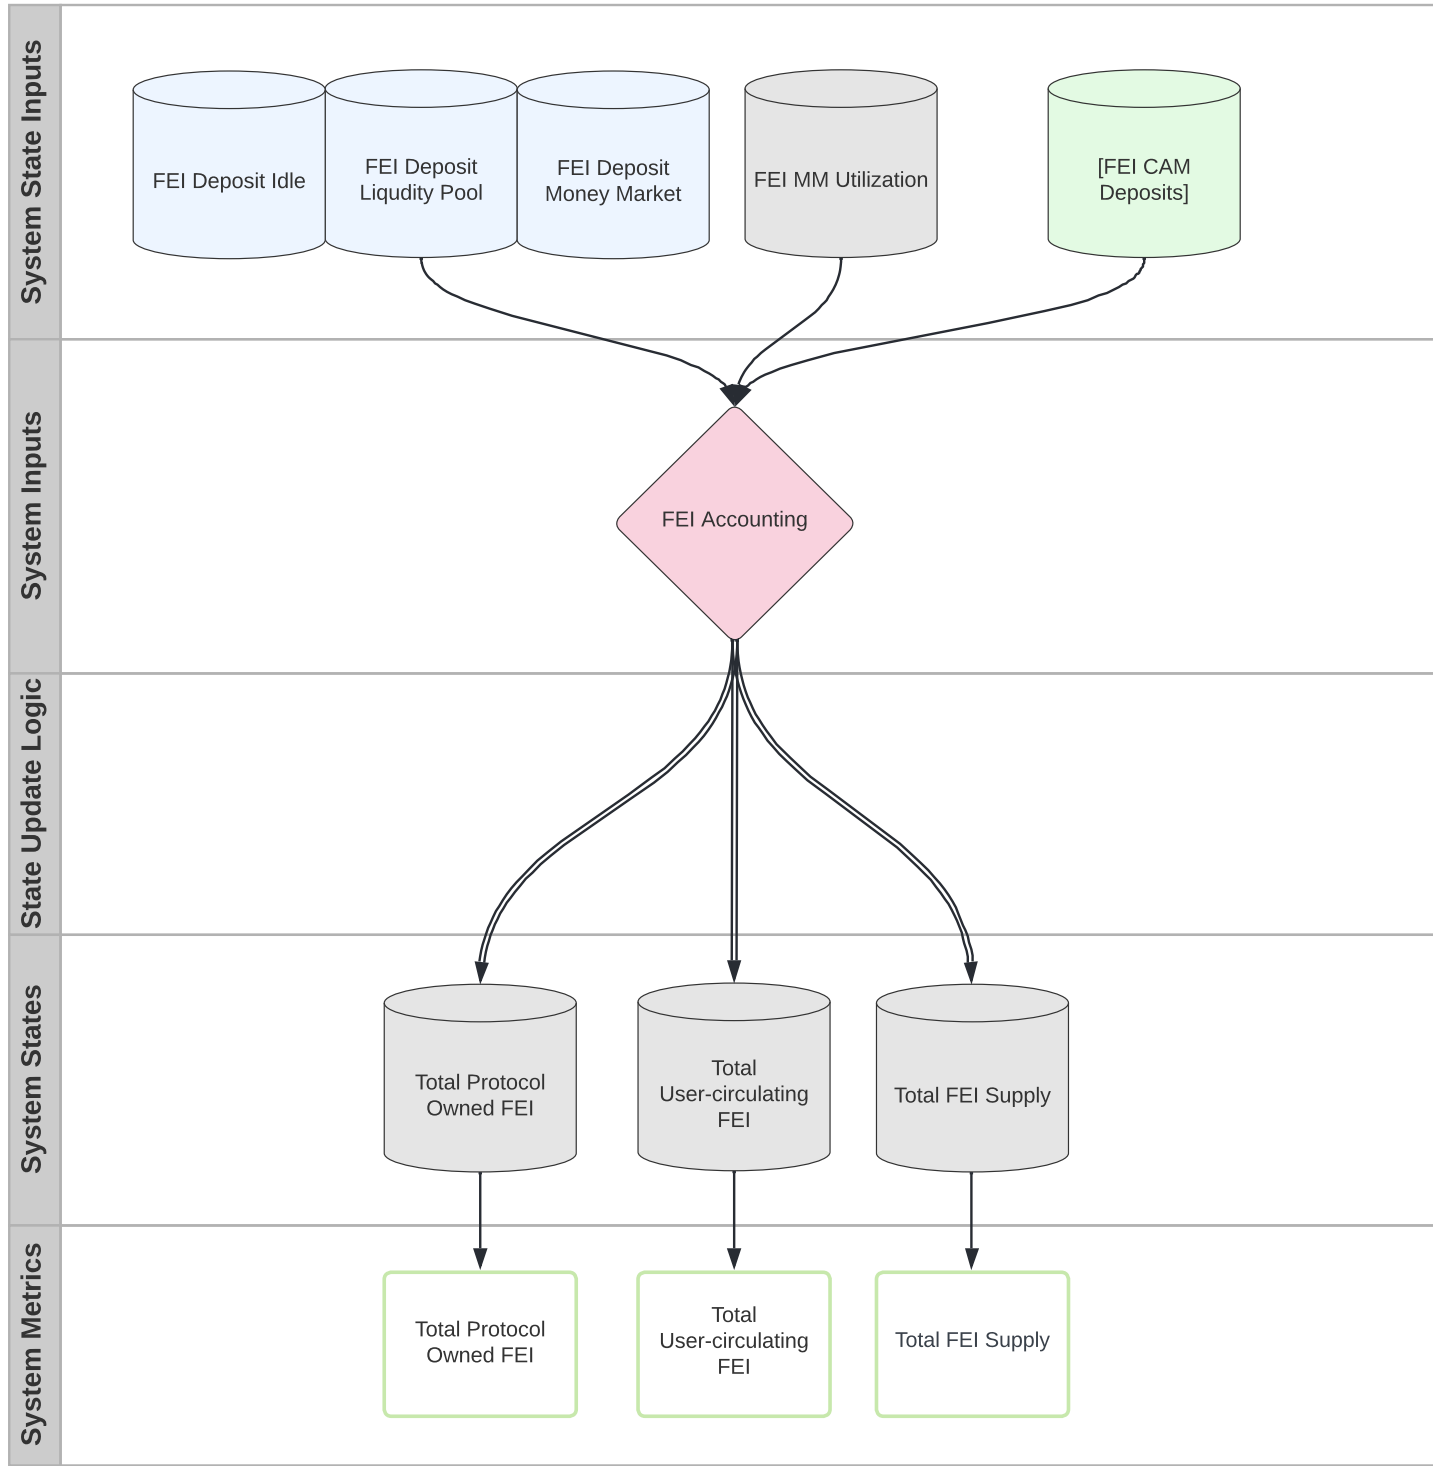 System State Inputs
FEI Deposit Idle
FEI Deposit
Liqudity Pool
FEI Deposit
Money Market
FEI MM Utilization
[FEI CAM
Deposits]
System Inputs
FEI Accounting
State Update Logic
System States
Total Protocol
Owned FEI
Total
User-circulating
FEI
Total FEI Supply
System Metrics
Total Protocol
Owned FEI
Total
User-circulating
FEI
Total FEI Supply